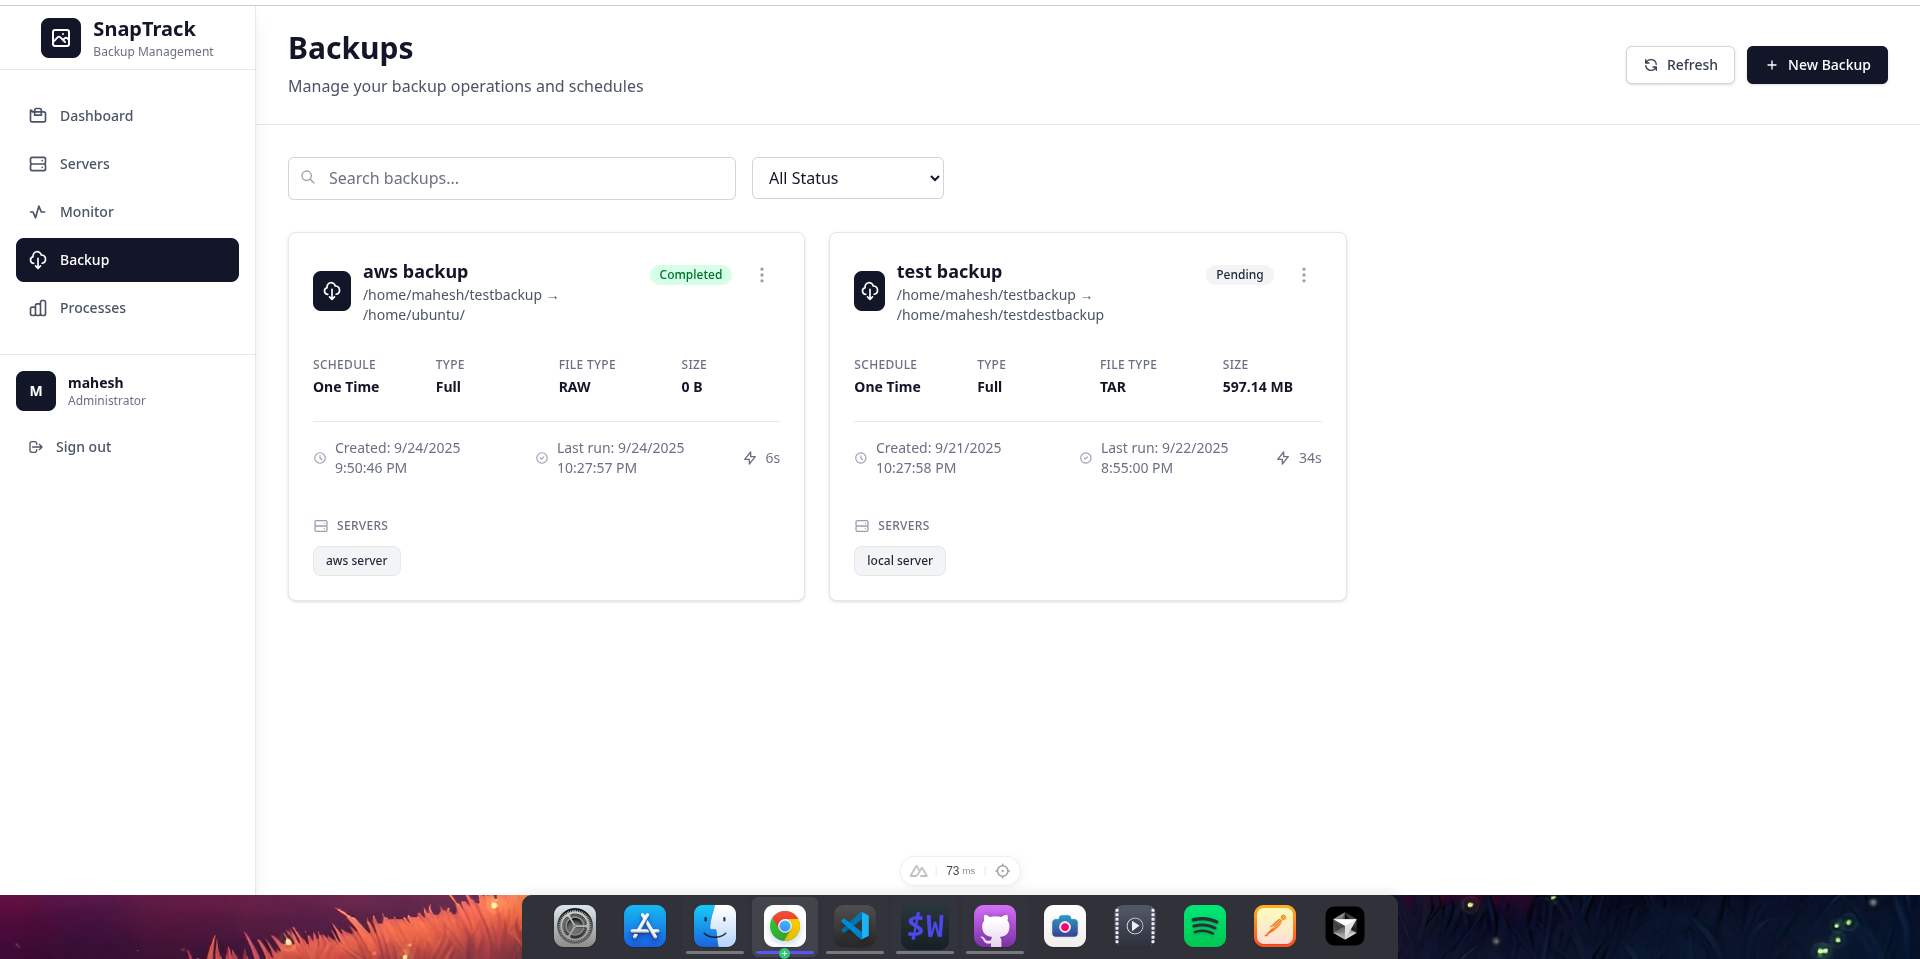 SnapTrack
Backup Management
Dashboard
Servers
Monitor
Backup
Processes
M
mahesh
Administrator
Sign out
Backups
Manage your backup operations and schedules
Refresh
New Backup
Search backups...
All Status
aws backup
Completed
/home/mahesh/testbackup →
/home/ubuntu/
SCHEDULE TYPE FILE TYPE SIZE
One Time Full RAW 0 B
Created: 9/24/2025
9:50:46 PM
Last run: 9/24/2025
10:27:57 PM
6s
SERVERS
aws server
test backup
Pending
/home/mahesh/testbackup →
/home/mahesh/testdestbackup
SCHEDULE TYPE FILE TYPE SIZE
One Time Full TAR 597.14 MB
Created: 9/21/2025
10:27:58 PM
Last run: 9/22/2025
8:55:00 PM
34s
SERVERS
local server
73 ms
$W